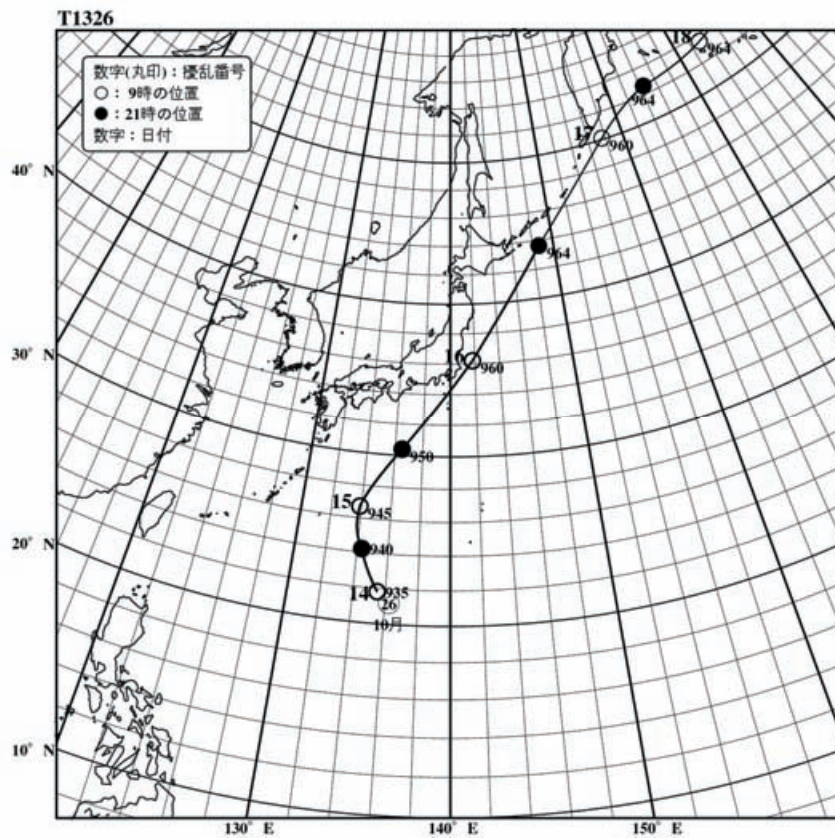 T1326
数字(丸印)：擾乱番号
○： 9時の位置
●：21時の位置
数字：日付
18
964
964
17
960
40° N
964
16
960
30° N
950
15
945
20° N
940
14
935
26
10月
10° N
130° E
140° E
150° E